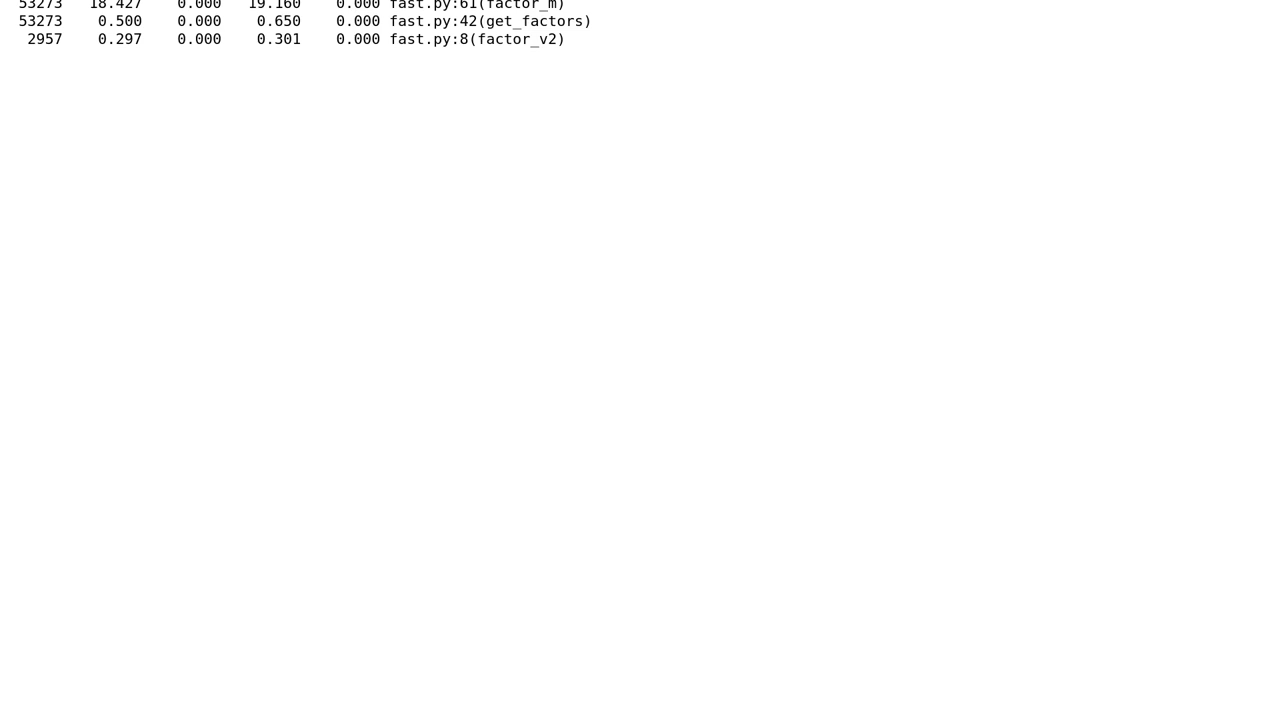 53273 18.427 0.000 19.160 0.000 fast.py:61(factor_m)
53273 0.500 0.000 0.650 0.000 fast.py:42(get_factors)
2957 0.297 0.000 0.301 0.000 fast.py:8(factor_v2)